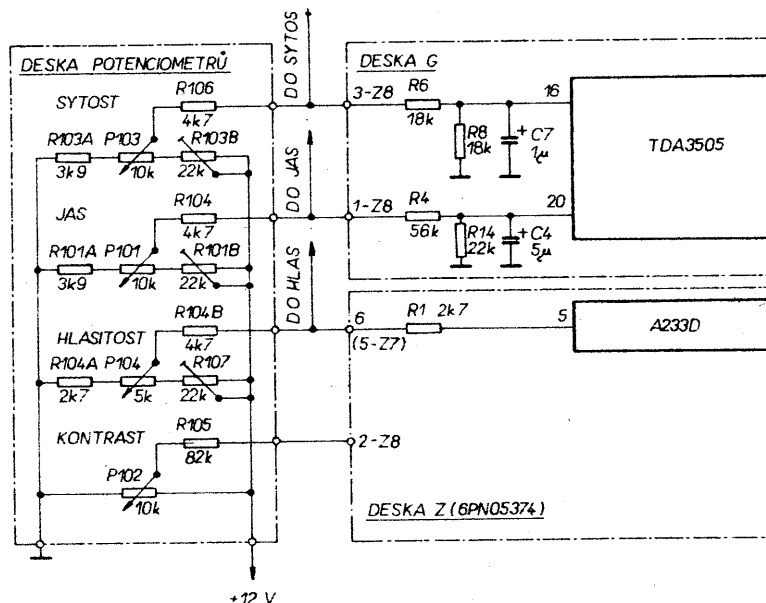 DESKA POTENCIOMETRŮ
SYTOST
R106
4k7
R103A
3k9
P103
10k
R103B
22k
JAS
R104
4k7
R101A
3k9
P101
10k
R101B
22k
HLASITOST
R104B
4k7
R104A
2k7
P104
5k
R107
22k
KONTRAST
R105
82k
P102
10k
+12 V
DO SYTOS
DO JAS
DO HLAS
DESKA G
3-Z8
R6
18k
R8
18k
+ C7
1µ
16
TDA3505
1-Z8
R4
56k
R14
22k
+ C4
5µ
20
6
(5-Z7)
R1 2k7
5
A233D
2-Z8
DESKA Z (6PN05374)